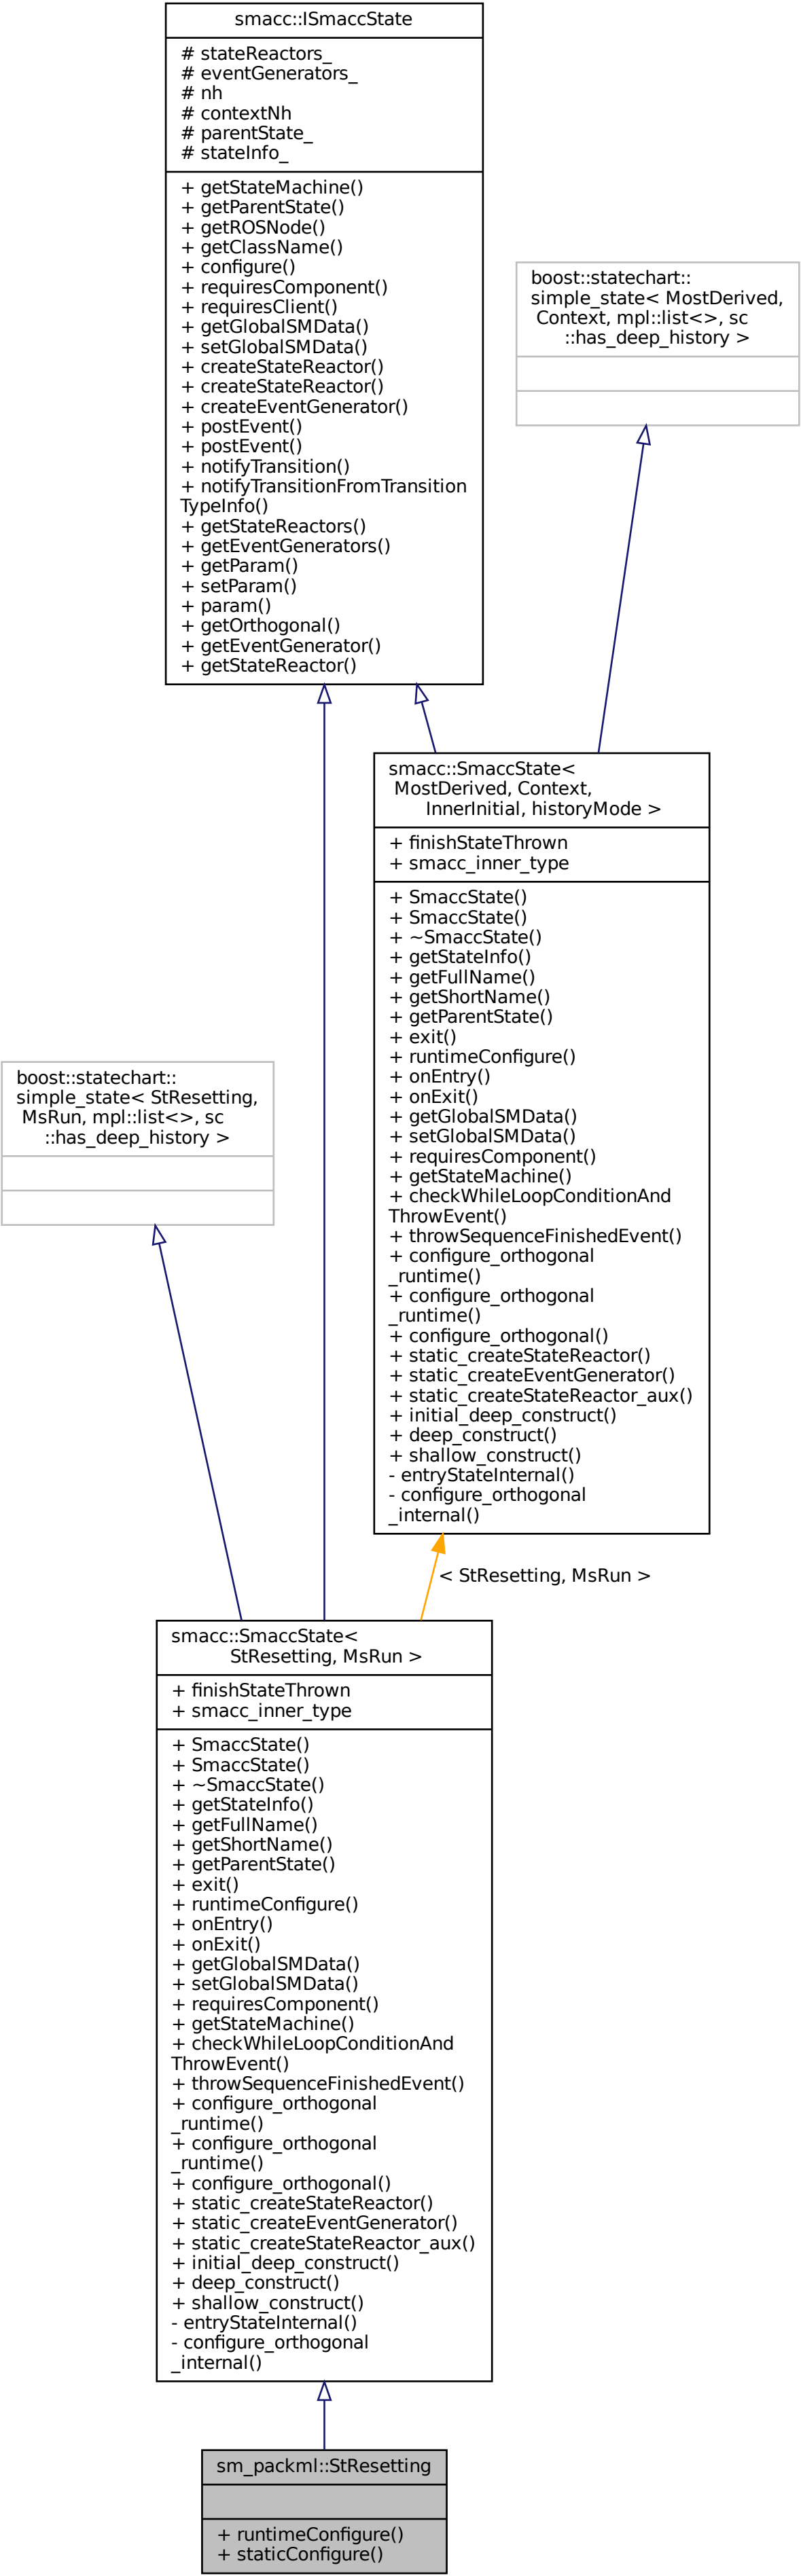 smacc::ISmaccState
# stateReactors_
# eventGenerators_
# nh
# contextNh
# parentState_
# stateInfo_
+ getStateMachine()
+ getParentState()
+ getROSNode()
+ getClassName()
+ configure()
+ requiresComponent()
+ requiresClient()
+ getGlobalSMData()
+ setGlobalSMData()
+ createStateReactor()
+ createStateReactor()
+ createEventGenerator()
+ postEvent()
+ postEvent()
+ notifyTransition()
+ notifyTransitionFromTransition
TypeInfo()
+ getStateReactors()
+ getEventGenerators()
+ getParam()
+ setParam()
+ param()
+ getOrthogonal()
+ getEventGenerator()
+ getStateReactor()
boost::statechart::
simple_state< MostDerived,
Context, mpl::list<>, sc
::has_deep_history >
smacc::SmaccState<
MostDerived, Context,
InnerInitial, historyMode >
+ finishStateThrown
+ smacc_inner_type
+ SmaccState()
+ SmaccState()
+ ~SmaccState()
+ getStateInfo()
+ getFullName()
+ getShortName()
+ getParentState()
+ exit()
+ runtimeConfigure()
+ onEntry()
+ onExit()
+ getGlobalSMData()
+ setGlobalSMData()
+ requiresComponent()
+ getStateMachine()
+ checkWhileLoopConditionAnd
ThrowEvent()
+ throwSequenceFinishedEvent()
+ configure_orthogonal
_runtime()
+ configure_orthogonal
_runtime()
+ configure_orthogonal()
+ static_createStateReactor()
+ static_createEventGenerator()
+ static_createStateReactor_aux()
+ initial_deep_construct()
+ deep_construct()
+ shallow_construct()
- entryStateInternal()
- configure_orthogonal
_internal()
boost::statechart::
simple_state< StResetting,
MsRun, mpl::list<>, sc
::has_deep_history >
< StResetting, MsRun >
smacc::SmaccState<
StResetting, MsRun >
+ finishStateThrown
+ smacc_inner_type
+ SmaccState()
+ SmaccState()
+ ~SmaccState()
+ getStateInfo()
+ getFullName()
+ getShortName()
+ getParentState()
+ exit()
+ runtimeConfigure()
+ onEntry()
+ onExit()
+ getGlobalSMData()
+ setGlobalSMData()
+ requiresComponent()
+ getStateMachine()
+ checkWhileLoopConditionAnd
ThrowEvent()
+ throwSequenceFinishedEvent()
+ configure_orthogonal
_runtime()
+ configure_orthogonal
_runtime()
+ configure_orthogonal()
+ static_createStateReactor()
+ static_createEventGenerator()
+ static_createStateReactor_aux()
+ initial_deep_construct()
+ deep_construct()
+ shallow_construct()
- entryStateInternal()
- configure_orthogonal
_internal()
sm_packml::StResetting
+ runtimeConfigure()
+ staticConfigure()